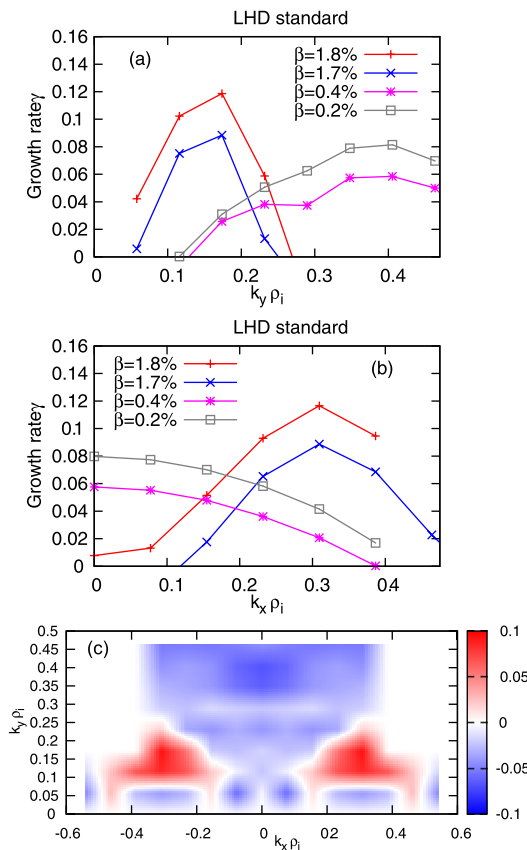 LHD standard
(a)
β=1.8%
β=1.7%
β=0.4%
β=0.2%
Growth rateγ
0.16
0.14
0.12
0.1
0.08
0.06
0.04
0.02
0
0 0.1 0.2 0.3 0.4
k_y ρ_i
LHD standard
(b)
β=1.8%
β=1.7%
β=0.4%
β=0.2%
Growth rateγ
0.16
0.14
0.12
0.1
0.08
0.06
0.04
0.02
0
0 0.1 0.2 0.3 0.4
k_x ρ_i
(c)
k_y ρ_i
0.5
0.45
0.4
0.35
0.3
0.25
0.2
0.15
0.1
0.05
0
-0.6 -0.4 -0.2 0 0.2 0.4 0.6
k_x ρ_i
0.1
0.05
0
-0.05
-0.1